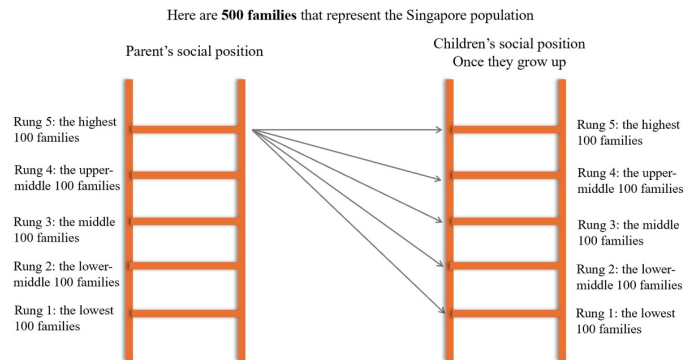 Here are 500 families that represent the Singapore population
Parent's social position
Children's social position
Once they grow up
Rung 5: the highest
100 families
Rung 4: the upper-
middle 100 families
Rung 3: the middle
100 families
Rung 2: the lower-
middle 100 families
Rung 1: the lowest
100 families
Rung 5: the highest
100 families
Rung 4: the upper-
middle 100 families
Rung 3: the middle
100 families
Rung 2: the lower-
middle 100 families
Rung 1: the lowest
100 families